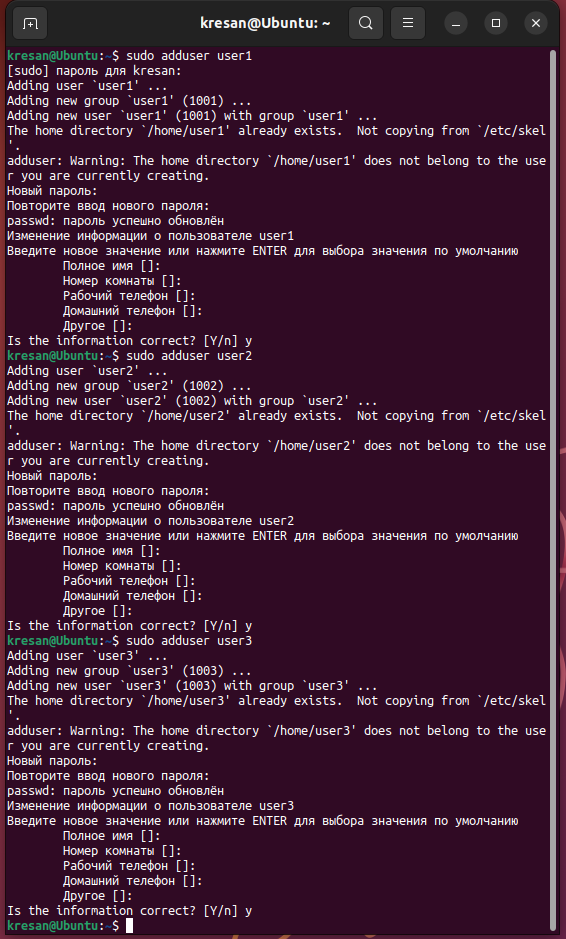 kresan@Ubuntu: ~
kresan@Ubuntu:~$ sudo adduser user1
[sudo] пароль для kresan:
Adding user `user1' ...
Adding new group `user1' (1001) ...
Adding new user `user1' (1001) with group `user1' ...
The home directory `/home/user1' already exists.  Not copying from `/etc/skel
'.
adduser: Warning: The home directory `/home/user1' does not belong to the use
r you are currently creating.
Новый пароль:
Повторите ввод нового пароля:
passwd: пароль успешно обновлён
Изменение информации о пользователе user1
Введите новое значение или нажмите ENTER для выбора значения по умолчанию
        Полное имя []:
        Номер комнаты []:
        Рабочий телефон []:
        Домашний телефон []:
        Другое []:
Is the information correct? [Y/n] y
kresan@Ubuntu:~$ sudo adduser user2
Adding user `user2' ...
Adding new group `user2' (1002) ...
Adding new user `user2' (1002) with group `user2' ...
The home directory `/home/user2' already exists.  Not copying from `/etc/skel
'.
adduser: Warning: The home directory `/home/user2' does not belong to the use
r you are currently creating.
Новый пароль:
Повторите ввод нового пароля:
passwd: пароль успешно обновлён
Изменение информации о пользователе user2
Введите новое значение или нажмите ENTER для выбора значения по умолчанию
        Полное имя []:
        Номер комнаты []:
        Рабочий телефон []:
        Домашний телефон []:
        Другое []:
Is the information correct? [Y/n] y
kresan@Ubuntu:~$ sudo adduser user3
Adding user `user3' ...
Adding new group `user3' (1003) ...
Adding new user `user3' (1003) with group `user3' ...
The home directory `/home/user3' already exists.  Not copying from `/etc/skel
'.
adduser: Warning: The home directory `/home/user3' does not belong to the use
r you are currently creating.
Новый пароль:
Повторите ввод нового пароля:
passwd: пароль успешно обновлён
Изменение информации о пользователе user3
Введите новое значение или нажмите ENTER для выбора значения по умолчанию
        Полное имя []:
        Номер комнаты []:
        Рабочий телефон []:
        Домашний телефон []:
        Другое []:
Is the information correct? [Y/n] y
kresan@Ubuntu:~$